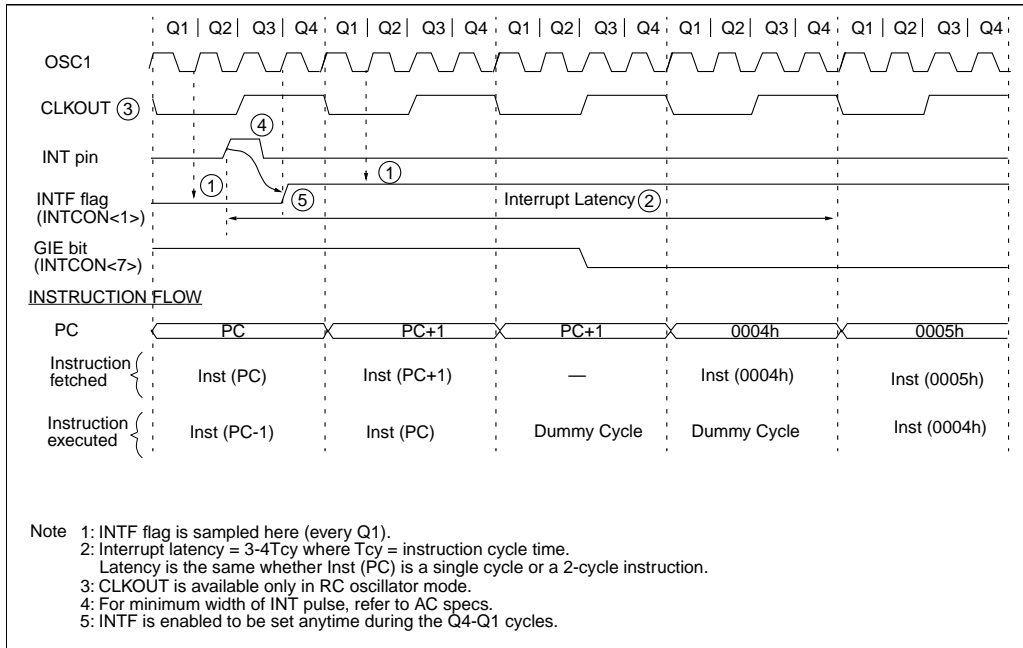 Q1 | Q2 | Q3 | Q4 Q1 | Q2 | Q3 | Q4 Q1 | Q2 | Q3 | Q4 Q1 | Q2 | Q3 | Q4 Q1 | Q2 | Q3 | Q4
OSC1
CLKOUT 3
4
INT pin
1
1
INTF flag
(INTCON<1>)
5
Interrupt Latency 2
GIE bit
(INTCON<7>)
INSTRUCTION FLOW
PC PC PC+1 PC+1 0004h 0005h
Instruction
fetched
Inst (PC) Inst (PC+1) — Inst (0004h) Inst (0005h)
Instruction
executed
Inst (PC-1) Inst (PC) Dummy Cycle Dummy Cycle Inst (0004h)
Note 1: INTF flag is sampled here (every Q1).
2: Interrupt latency = 3-4Tcy where Tcy = instruction cycle time.
Latency is the same whether Inst (PC) is a single cycle or a 2-cycle instruction.
3: CLKOUT is available only in RC oscillator mode.
4: For minimum width of INT pulse, refer to AC specs.
5: INTF is enabled to be set anytime during the Q4-Q1 cycles.